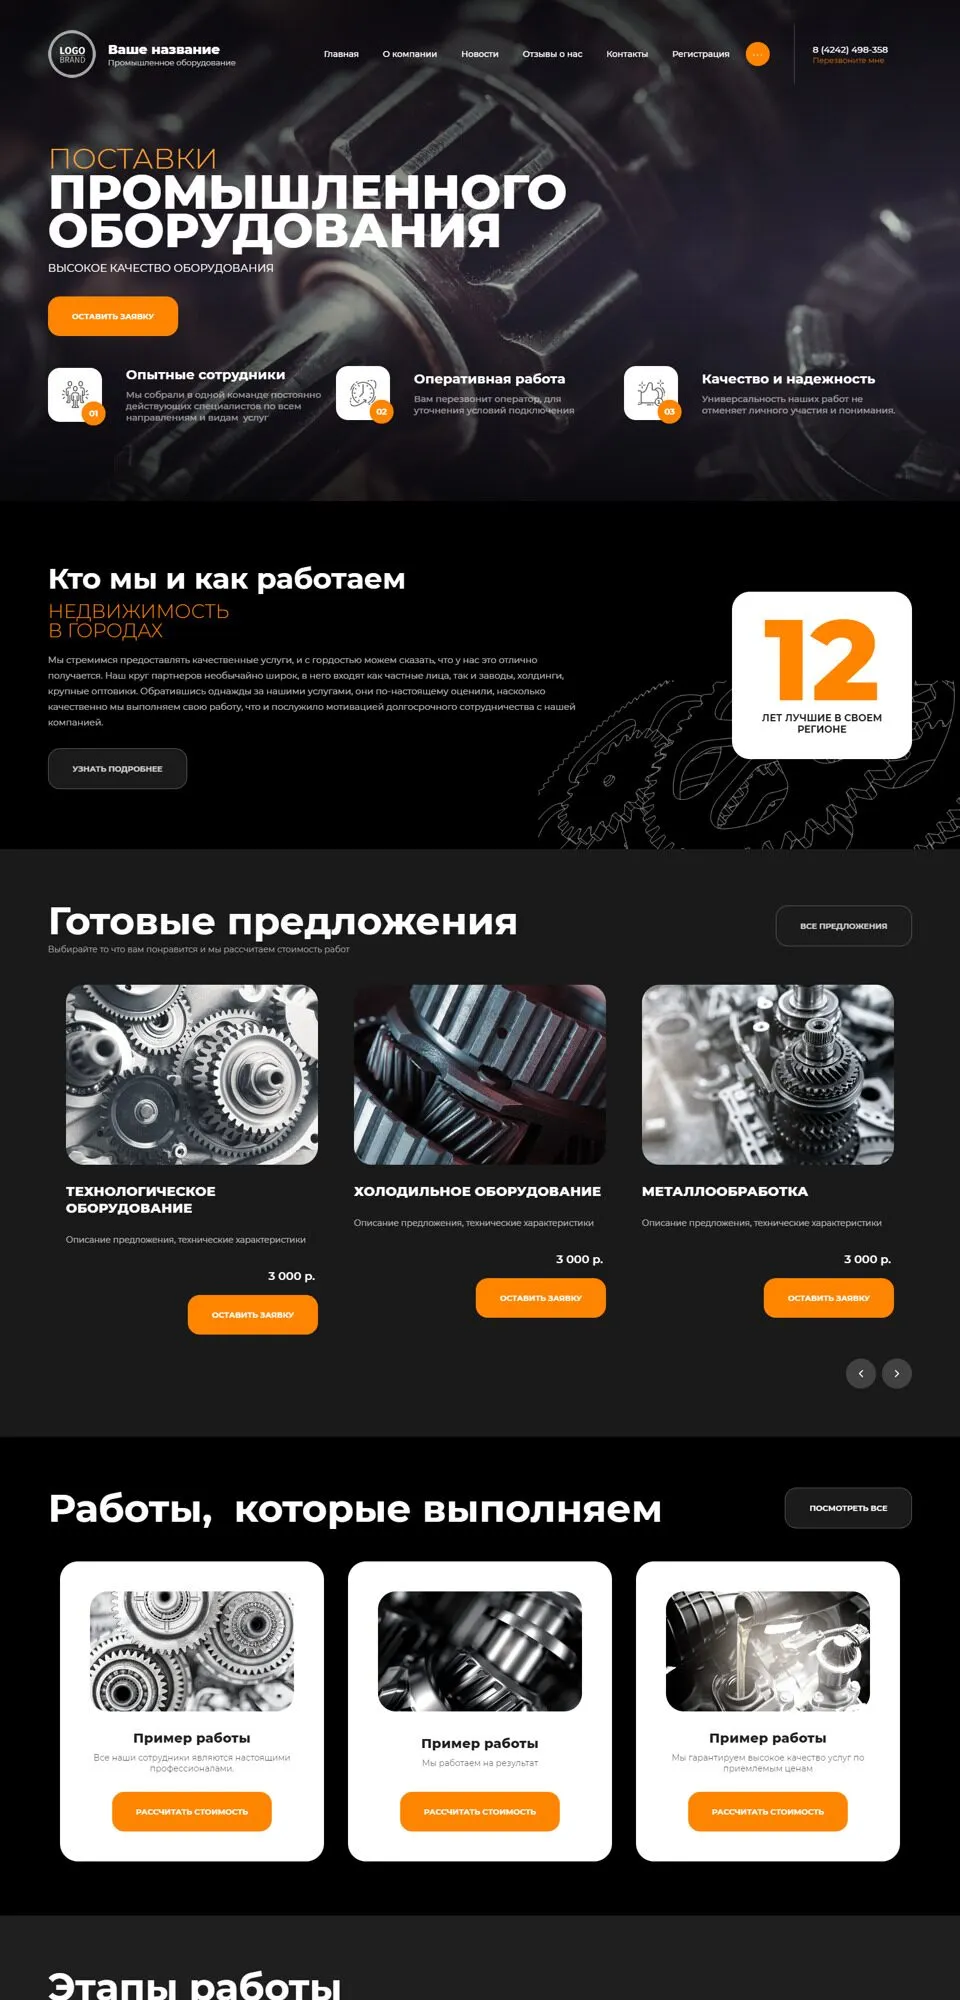 LOGO
BRAND
Ваше название
Промышленное оборудование
Главная
О компании
Новости
Отзывы о нас
Контакты
Регистрация
...
8 (4242) 498-358
Перезвоните мне
ПОСТАВКИ
ПРОМЫШЛЕННОГО
ОБОРУДОВАНИЯ
ВЫСОКОЕ КАЧЕСТВО ОБОРУДОВАНИЯ
ОСТАВИТЬ ЗАЯВКУ
01
Опытные сотрудники
Мы собрали в одной команде постоянно
действующих специалистов по всем
направлениям и видам услуг
02
Оперативная работа
Вам перезвонит оператор, для
уточнения условий подключения
03
Качество и надежность
Универсальность наших работ не
отменяет личного участия и понимания.
Кто мы и как работаем
НЕДВИЖИМОСТЬ
В ГОРОДАХ
Мы стремимся предоставлять качественные услуги, и с гордостью можем сказать, что у нас это отлично
получается. Наш круг партнеров необычайно широк, в него входят как частные лица, так и заводы, холдинги,
крупные оптовики. Обратившись однажды за нашими услугами, они по-настоящему оценили, насколько
качественно мы выполняем свою работу, что и послужило мотивацией долгосрочного сотрудничества с нашей
компанией.
УЗНАТЬ ПОДРОБНЕЕ
12
ЛЕТ ЛУЧШИЕ В СВОЕМ
РЕГИОНЕ
Готовые предложения
Выбирайте то что вам понравится и мы рассчитаем стоимость работ
ВСЕ ПРЕДЛОЖЕНИЯ
ТЕХНОЛОГИЧЕСКОЕ
ОБОРУДОВАНИЕ
Описание предложения, технические характеристики
3 000 р.
ОСТАВИТЬ ЗАЯВКУ
ХОЛОДИЛЬНОЕ ОБОРУДОВАНИЕ
Описание предложения, технические характеристики
3 000 р.
ОСТАВИТЬ ЗАЯВКУ
МЕТАЛЛООБРАБОТКА
Описание предложения, технические характеристики
3 000 р.
ОСТАВИТЬ ЗАЯВКУ
Работы, которые выполняем
ПОСМОТРЕТЬ ВСЕ
Пример работы
Все наши сотрудники являются настоящими
профессионалами.
РАССЧИТАТЬ СТОИМОСТЬ
Пример работы
Мы работаем на результат
РАССЧИТАТЬ СТОИМОСТЬ
Пример работы
Мы гарантируем высокое качество услуг по
приемлемым ценам
РАССЧИТАТЬ СТОИМОСТЬ
Этапы работы